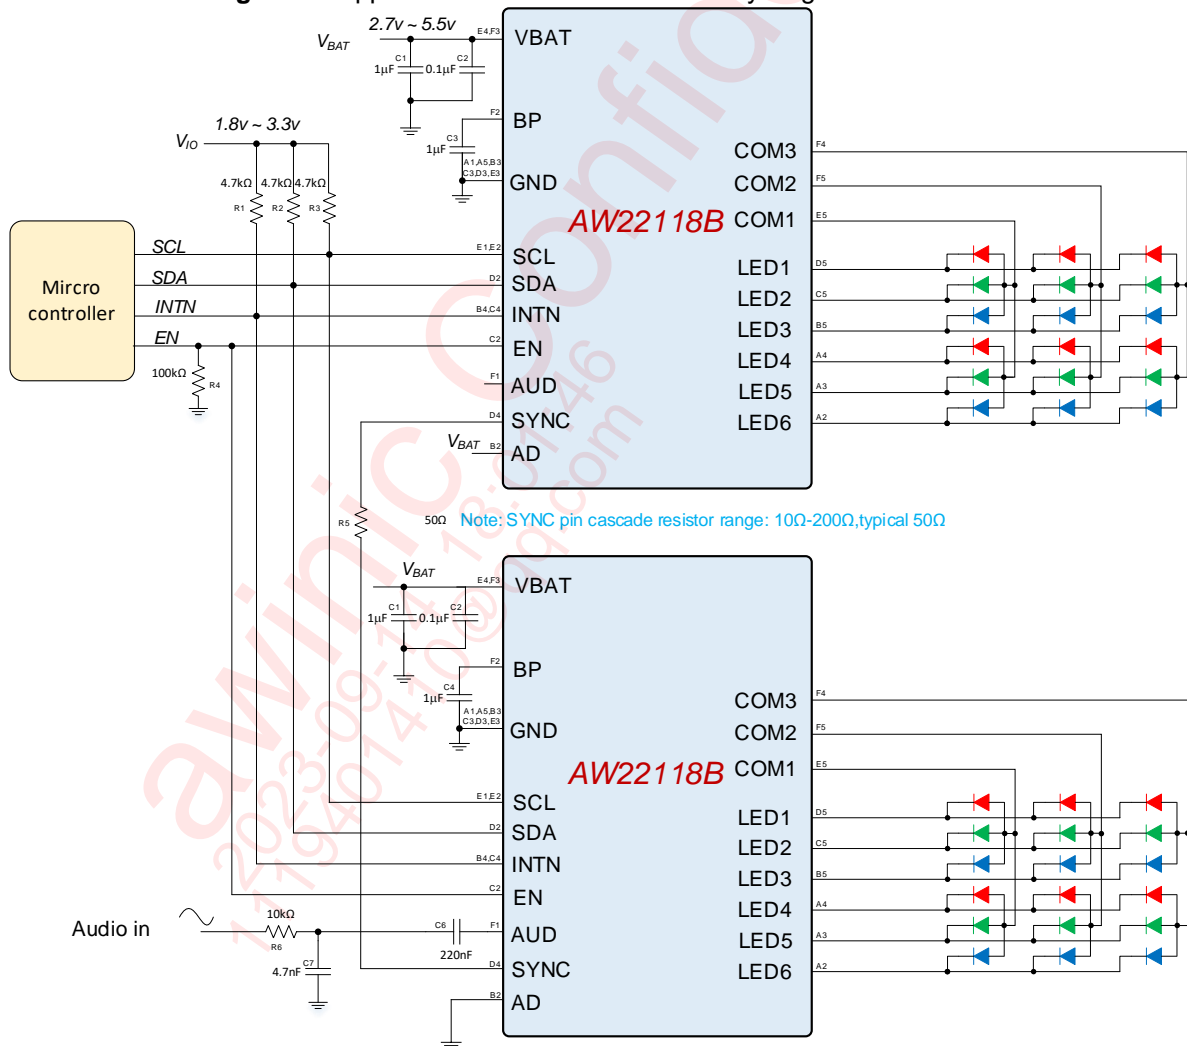 2.7v ~ 5.5v
VBAT
E4,F3
VBAT
C1
1µF
C2
0.1µF
F2
BP
C3
1µF
A1,A5,B3
C3,D3,E3
GND
1.8v ~ 3.3v
VIO
4.7kΩ 4.7kΩ 4.7kΩ
R1
R2
R3
AW22118B
COM3
F4
COM2
F5
COM1
E5
Mircro
controller
SCL
E1,E2
SCL
SDA
D2
SDA
INTN
B4,C4
INTN
EN
C2
EN
100kΩ
R4
F1
AUD
D4
SYNC
VBAT
B2
AD
LED1
D5
LED2
C5
LED3
B5
LED4
A4
LED5
A3
LED6
A2
R5
50Ω
Note: SYNC pin cascade resistor range: 10Ω-200Ω,typical 50Ω
VBAT
E4,F3
VBAT
C1
1µF
C2
0.1µF
F2
BP
C4
1µF
A1,A5,B3
C3,D3,E3
GND
AW22118B
COM3
F4
COM2
F5
COM1
E5
E1,E2
SCL
D2
SDA
B4,C4
INTN
C2
EN
Audio in
10kΩ
R6
C7
4.7nF
C6
220nF
F1
AUD
D4
SYNC
B2
AD
LED1
D5
LED2
C5
LED3
B5
LED4
A4
LED5
A3
LED6
A2
awinic Confid
2023-09-14 18:01:46